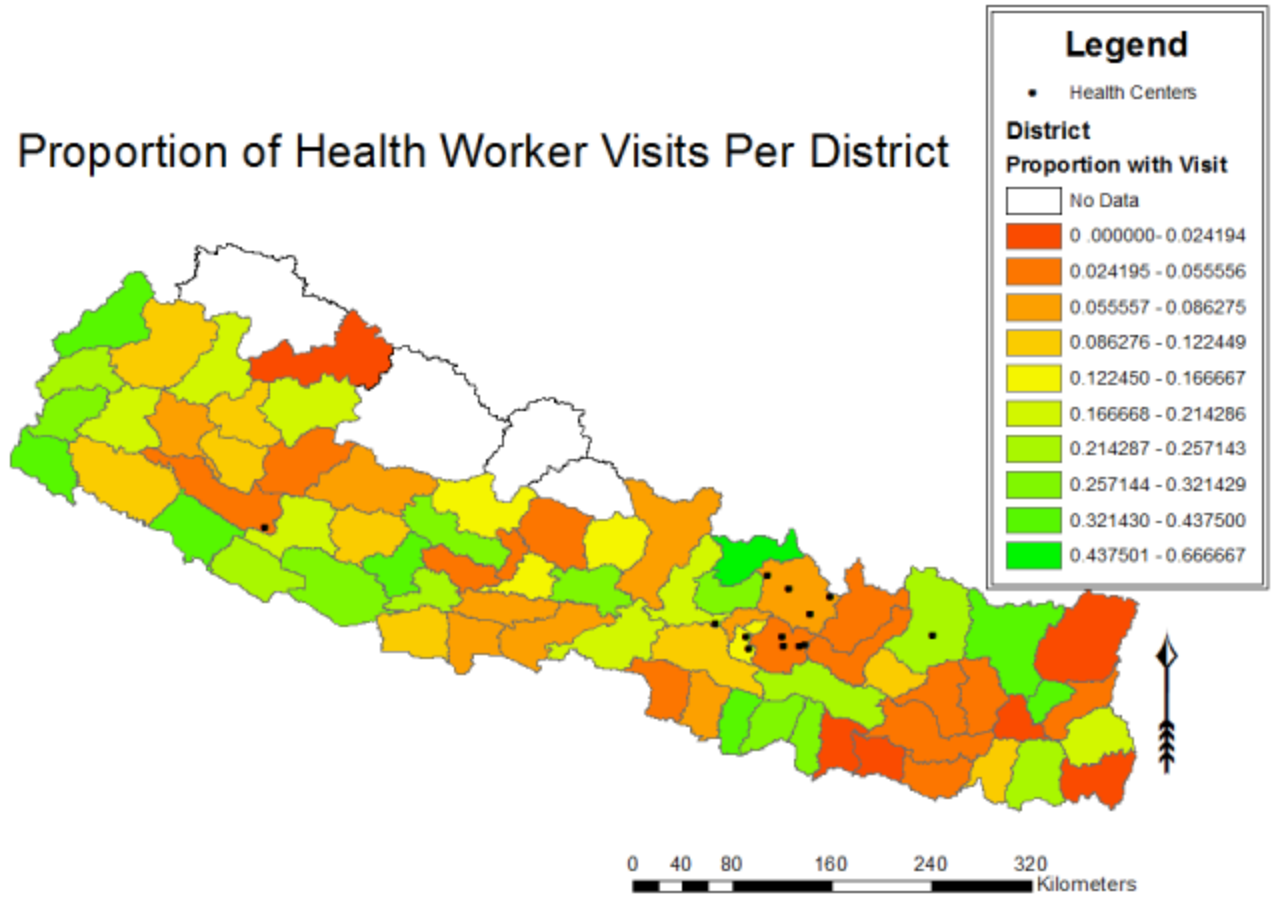 Legend
Health Centers
District
Proportion with Visit
No Data
0 .000000- 0.024194
0.024195 - 0.055556
0.055557 - 0.086275
0.086276 - 0.122449
0.122450 - 0.166667
0.166668 - 0.214286
0.214287 - 0.257143
0.257144 - 0.321429
0.321430 - 0.437500
0.437501 - 0.666667
Proportion of Health Worker Visits Per District
0 40 80 160 240 320
Kilometers